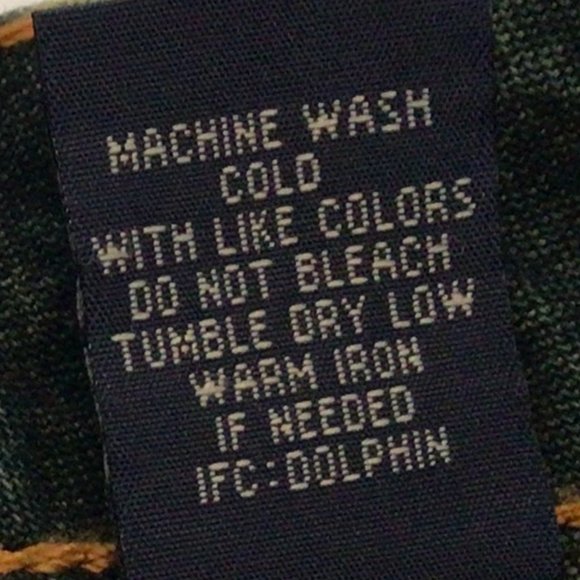 MACHINE WASH
COLD
WITH LIKE COLORS
DO NOT BLEACH
TUMBLE DRY LOW
WARM IRON
IF NEEDED
IFC:DOLPHIN